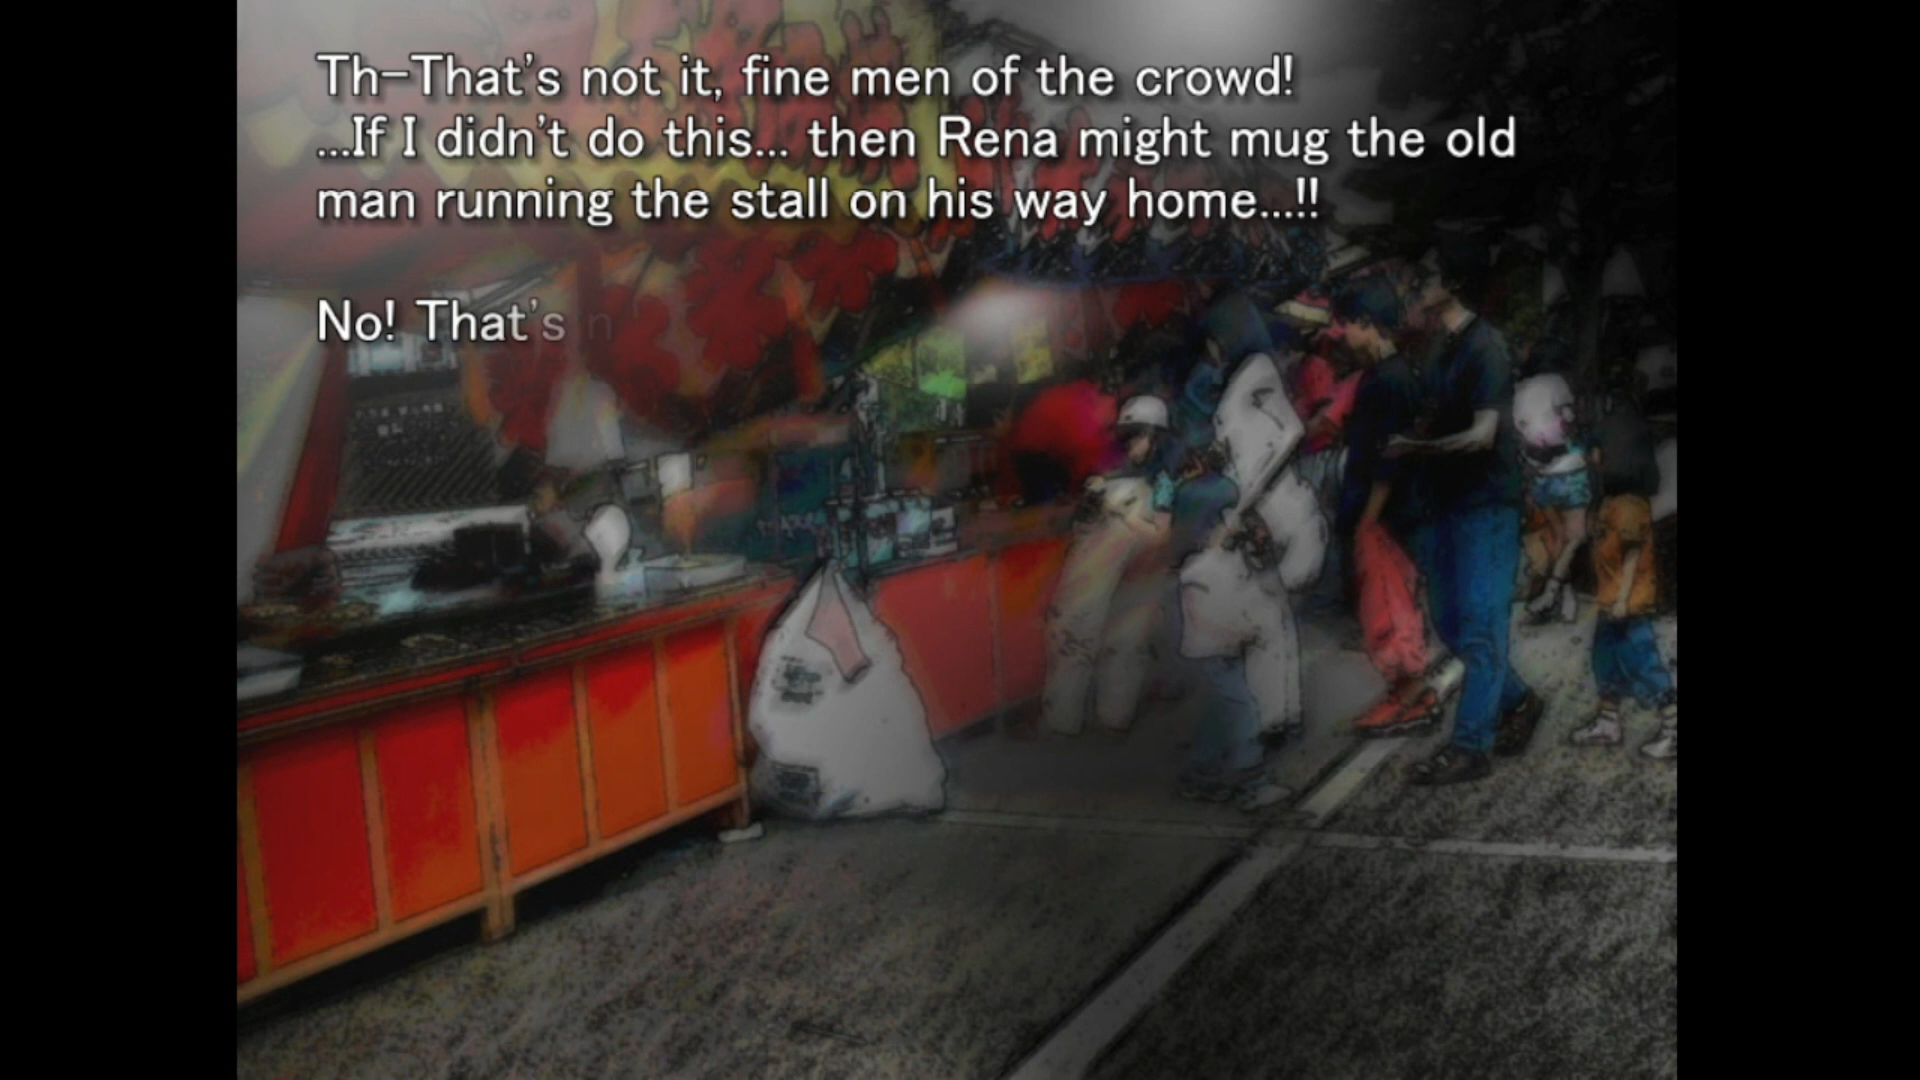 Th-That's not it, fine men of the crowd!
...If I didn't do this... then Rena might mug the old
man running the stall on his way home...!!
No! That's n